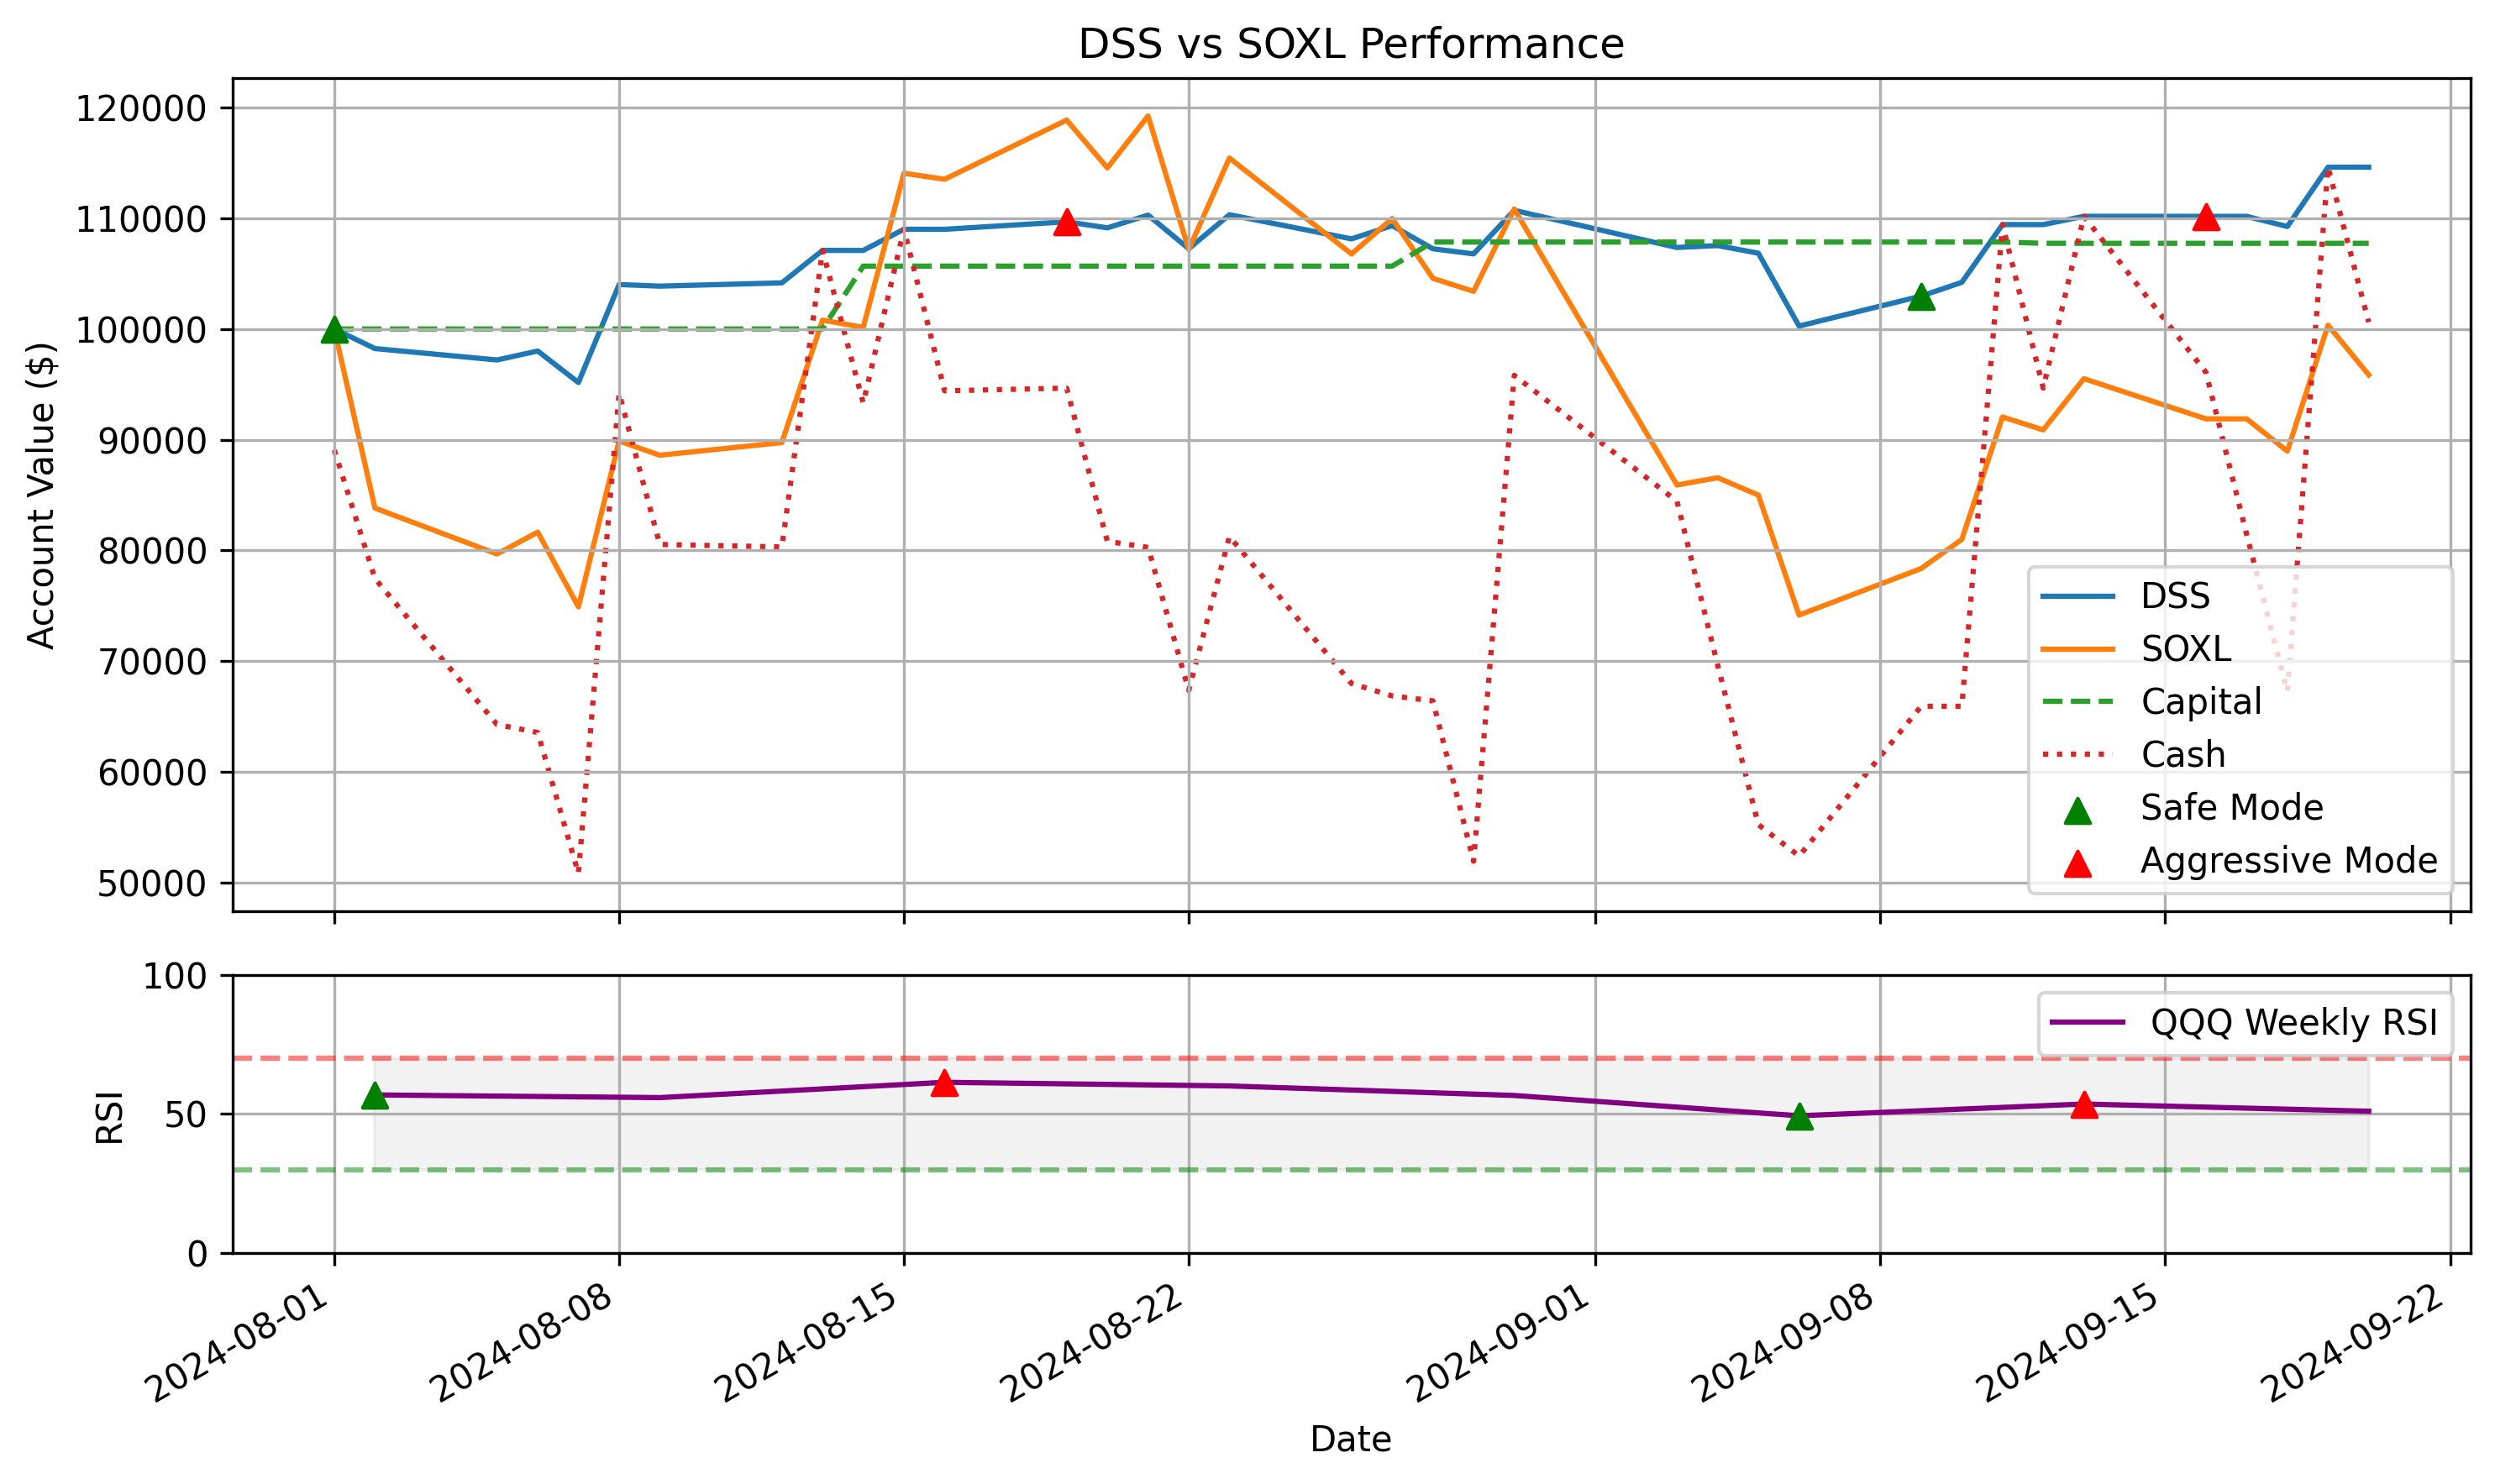 DSS vs SOXL Performance
120000
110000
100000
90000
80000
70000
60000
50000
Account Value ($)
DSS
SOXL
Capital
Cash
Safe Mode
Aggressive Mode
100
50
0
RSI
QQQ Weekly RSI
2024-08-01
2024-08-08
2024-08-15
2024-08-22
2024-09-01
2024-09-08
2024-09-15
2024-09-22
Date